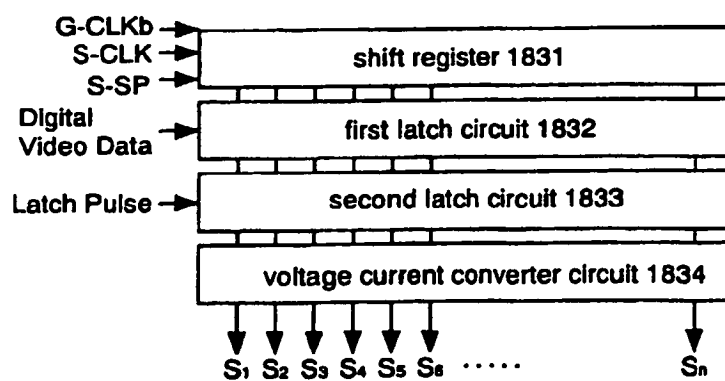 G-CLKb
S-CLK
S-SP
shift register 1831
Digital
Video Data
first latch circuit 1832
Latch Pulse
second latch circuit 1833
voltage current converter circuit 1834
S1 S2 S3 S4 S5 S6 ····· Sn